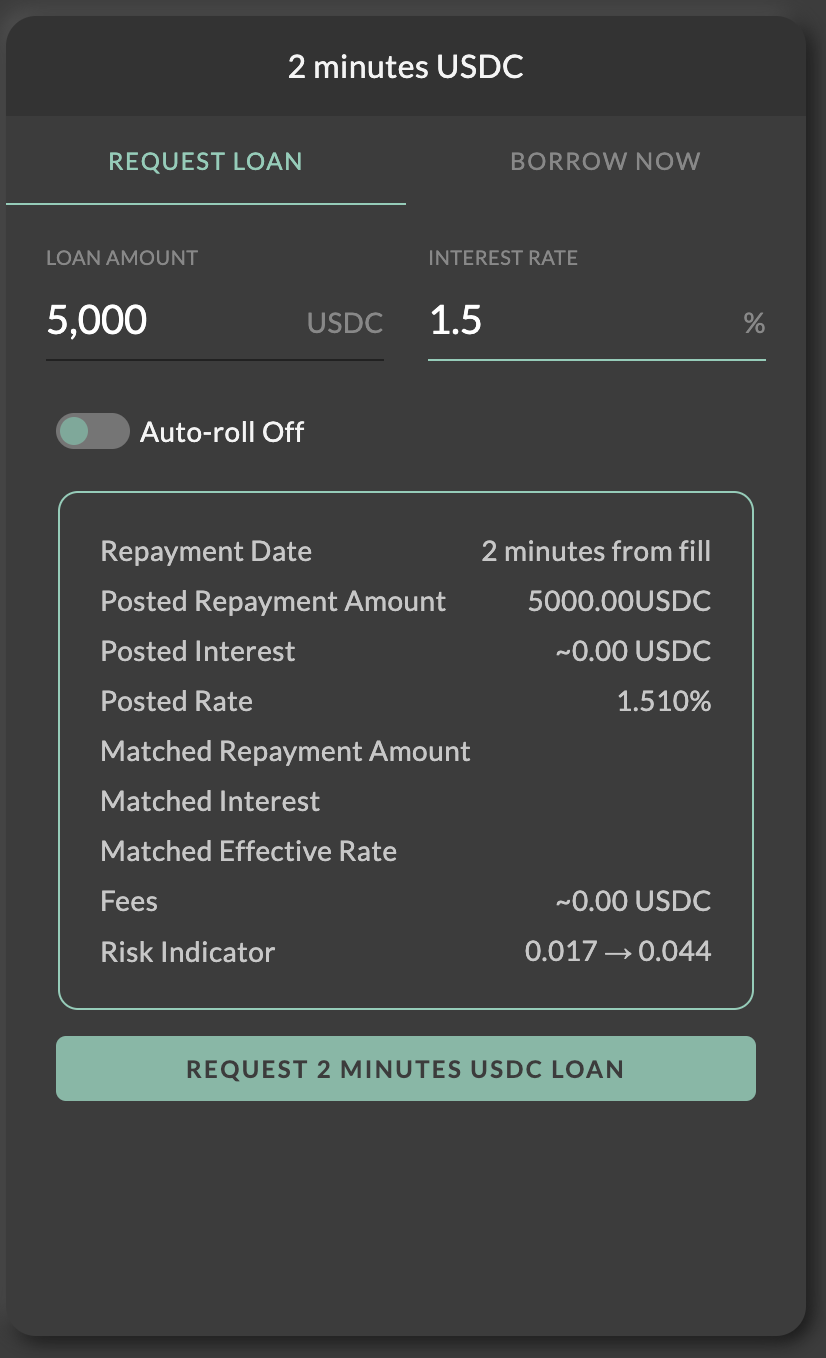 2 minutes USDC
REQUEST LOAN
BORROW NOW
LOAN AMOUNT
INTEREST RATE
5,000 USDC
1.5 %
Auto-roll Off
Repayment Date 2 minutes from fill
Posted Repayment Amount 5000.00USDC
Posted Interest ~0.00 USDC
Posted Rate 1.510%
Matched Repayment Amount
Matched Interest
Matched Effective Rate
Fees ~0.00 USDC
Risk Indicator 0.017 → 0.044
REQUEST 2 MINUTES USDC LOAN